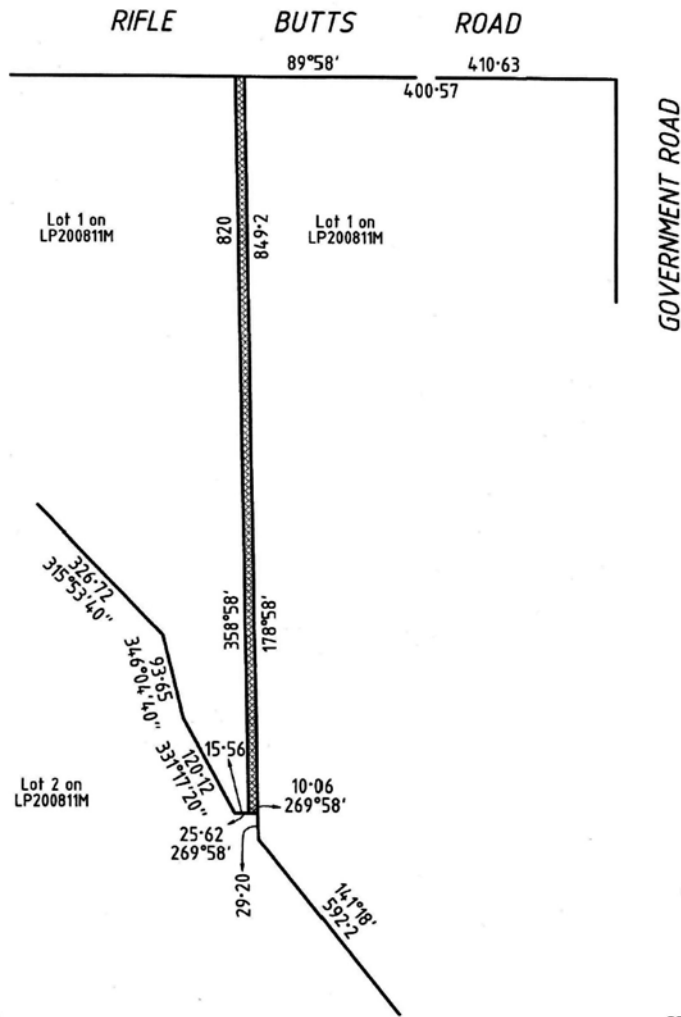 RIFLE BUTTS ROAD
89°58′ 410·63
400·57
GOVERNMENT ROAD
Lot 1 on
LP200811M
820
849·2
Lot 1 on
LP200811M
326·72
315°53′40″
358°58′
178°58′
93·65
346°04′40″
120·12
331°17′20″
15·56
Lot 2 on
LP200811M
10·06
269°58′
25·62
269°58′
29·20
141°18′
592·2